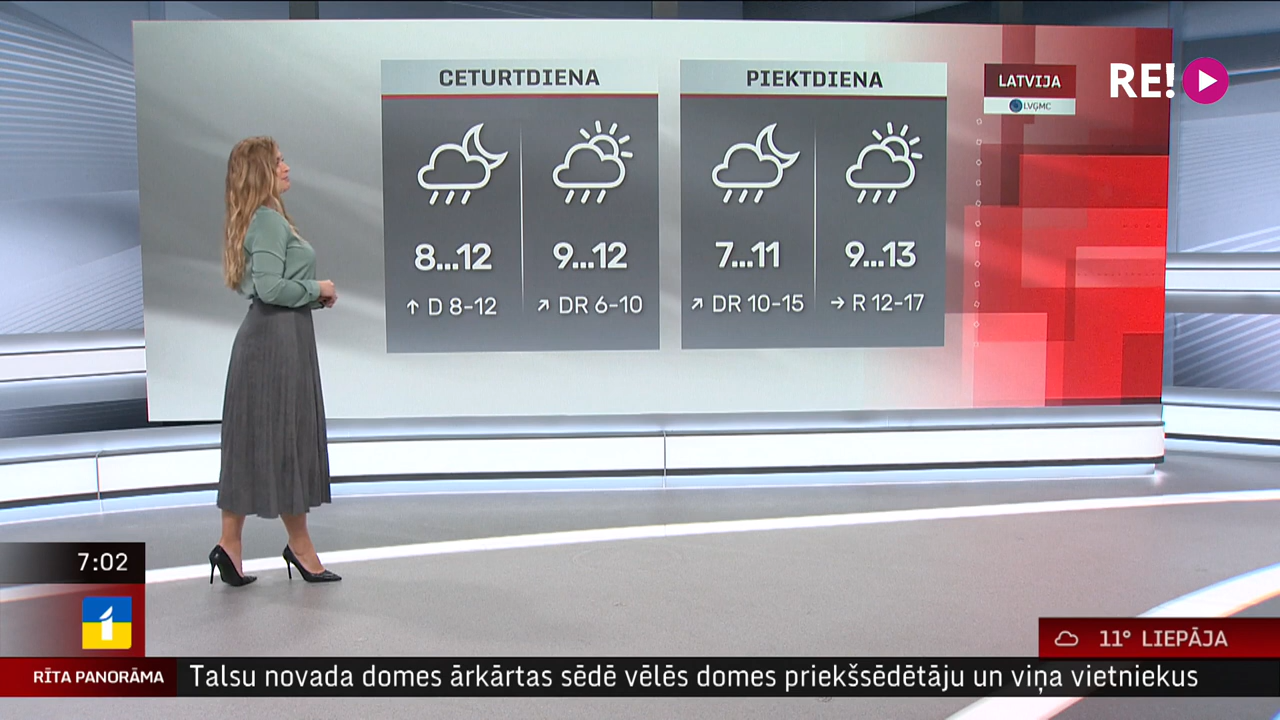 CETURTDIENA
8...12
9...12
↑ D 8-12
↗ DR 6-10
PIEKTDIENA
7...11
9...13
↗ DR 10-15
→ R 12-17
LATVIJA
LVĢMC
RE!
7:02
1
11° LIEPĀJA
RĪTA PANORĀMA
Talsu novada domes ārkārtas sēdē vēlēs domes priekšsēdētāju un viņa vietniekus